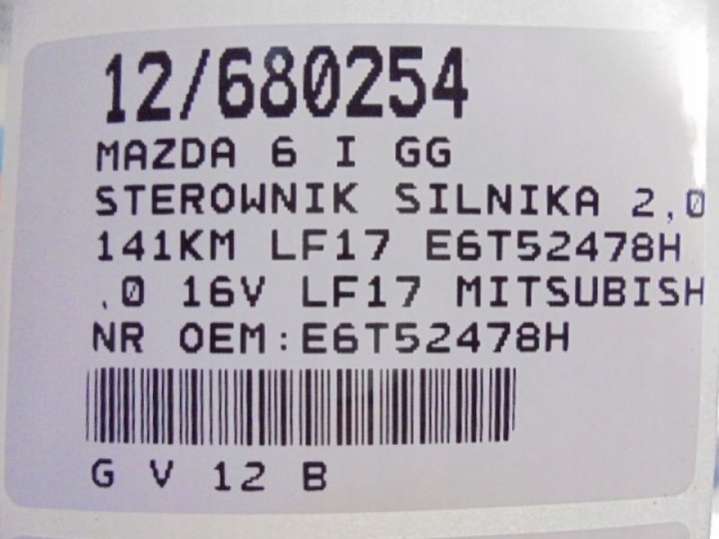 12/680254
MAZDA 6 I GG
STEROWNIK SILNIKA 2,0
141KM LF17 E6T52478H
.0 16V LF17 MITSUBISH
NR OEM:E6T52478H
G V 12 B